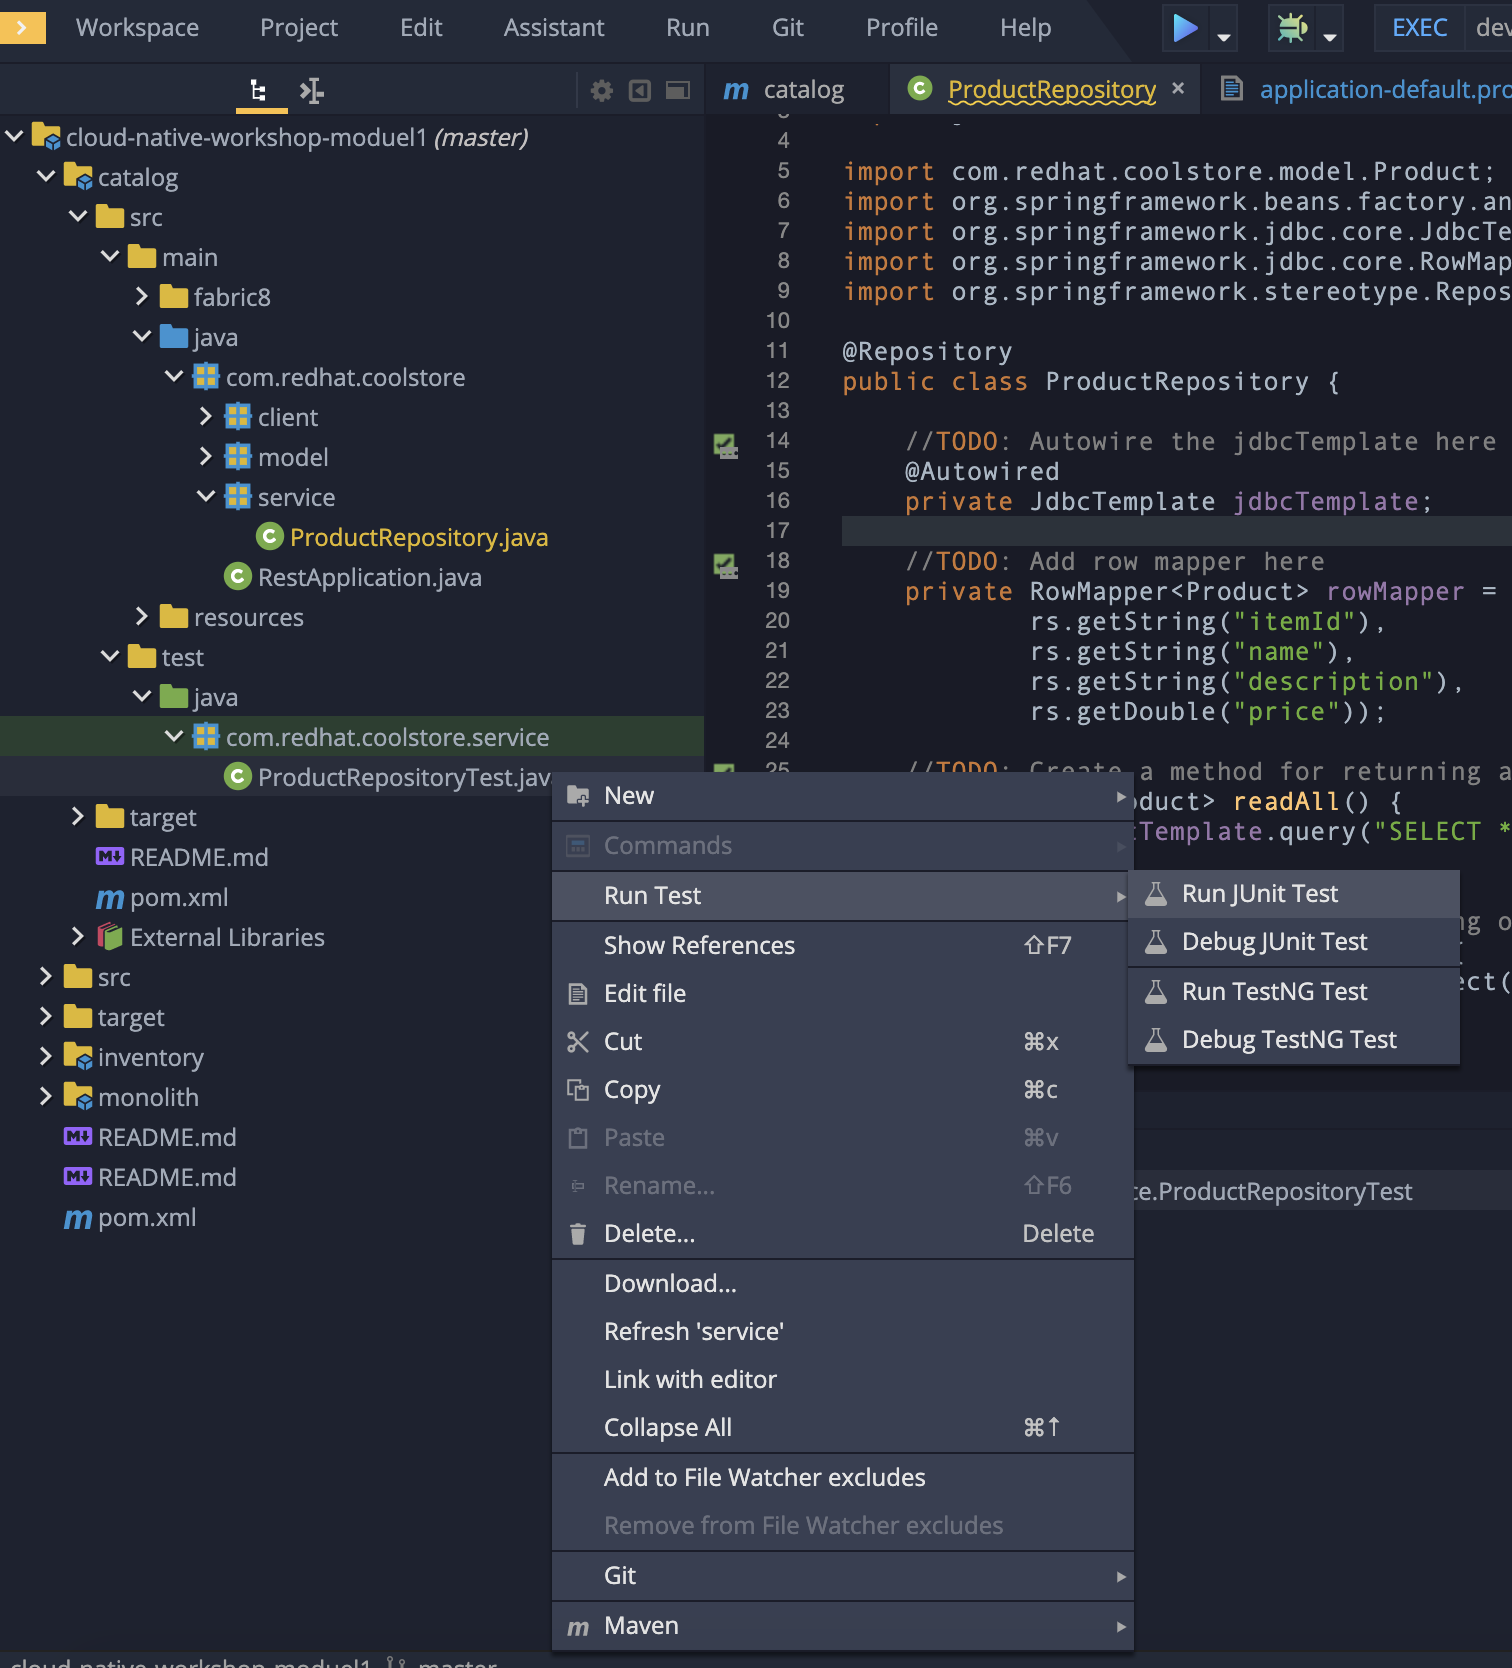 Workspace Project Edit Assistant Run Git Profile Help EXEC dev
catalog ProductRepository × application-default.pro
cloud-native-workshop-moduel1 (master)
catalog
src
main
fabric8
java
com.redhat.coolstore
client
model
service
ProductRepository.java
RestApplication.java
resources
test
java
com.redhat.coolstore.service
ProductRepositoryTest.jav
target
README.md
pom.xml
External Libraries
src
target
inventory
monolith
README.md
README.md
pom.xml
4
5 import com.redhat.coolstore.model.Product;
6 import org.springframework.beans.factory.an
7 import org.springframework.jdbc.core.JdbcTe
8 import org.springframework.jdbc.core.RowMap
9 import org.springframework.stereotype.Repos
10
11 @Repository
12 public class ProductRepository {
13
14 //TODO: Autowire the jdbcTemplate here
15 @Autowired
16 private JdbcTemplate jdbcTemplate;
17
18 //TODO: Add row mapper here
19 private RowMapper<Product> rowMapper =
20 rs.getString("itemId"),
21 rs.getString("name"),
22 rs.getString("description"),
23 rs.getDouble("price"));
24
25 //TODO: Create a method for returning a
duct> readAll() {
Template.query("SELECT *
ng o
ect(
e.ProductRepositoryTest
New
Commands
Run Test
Show References ⇧F7
Edit file
Cut ⌘x
Copy ⌘c
Paste ⌘v
Rename... ⇧F6
Delete... Delete
Download...
Refresh 'service'
Link with editor
Collapse All ⌘↑
Add to File Watcher excludes
Remove from File Watcher excludes
Git
Maven
Run JUnit Test
Debug JUnit Test
Run TestNG Test
Debug TestNG Test
cloud-native-workshop-moduel1 master